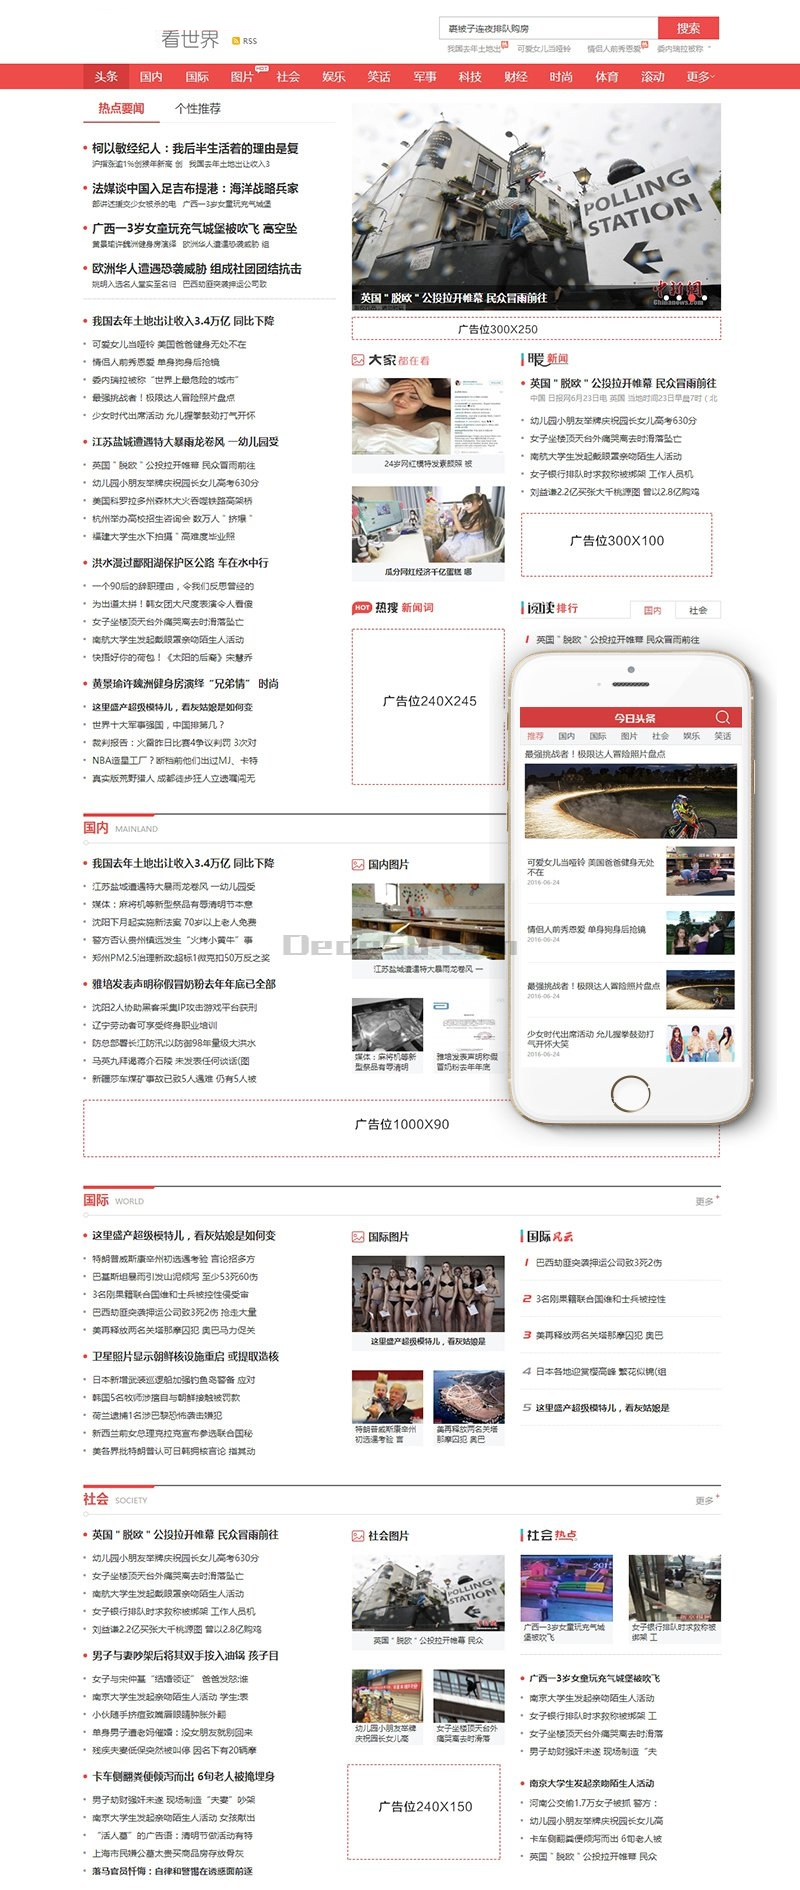 看世界
RSS
裹被子连夜排队购房
搜索
我国去年土地出 可爱女儿当哑铃 情侣人前秀恩爱 委内瑞拉被称“
头条 国内 国际 图片 HOT 社会 娱乐 笑话 军事 科技 财经 时尚 体育 滚动 更多
热点要闻 个性推荐
柯以敏经纪人：我后半生活着的理由是复
沪指涨逾1%创猴年新高 创 我国去年土地出让收入3
法媒谈中国入足吉布提港：海洋战略兵家
郎讲述援交少女被杀的电 广西一3岁女童玩充气城堡
广西一3岁女童玩充气城堡被吹飞 高空坠
黄景瑜许魏洲健身房演绎 欧洲华人遭遇恐袭威胁 组
欧洲华人遭遇恐袭威胁 组成社团团结抗击
姚明入选名人堂实至名归 巴西劫匪突袭押运公司致
我国去年土地出让收入3.4万亿 同比下降
可爱女儿当哑铃 美国爸爸健身无处不在
情侣人前秀恩爱 单身狗身后抢镜
委内瑞拉被称“世界上最危险的城市”
最强挑战者！极限达人冒险照片盘点
少女时代出席活动 允儿握拳鼓劲打气开怀
江苏盐城遭遇特大暴雨龙卷风 一幼儿园受
英国＂脱欧＂公投拉开帷幕 民众冒雨前往
幼儿园小朋友举牌庆祝园长女儿高考630分
美国科罗拉多州森林大火吞噬铁路高架桥
杭州举办高校招生咨询会 数万人＂挤爆＂
福建大学生水下拍摄＂高难度毕业照
洪水漫过鄱阳湖保护区公路 车在水中行
一个90后的辞职理由，令我们反思曾经的
为出道太拼！韩女团大尺度表演令人看傻
女子坐楼顶天台外痛哭离去时滑落坠亡
南航大学生发起戴眼罩亲吻陌生人活动
快捂好你的荷包！《太阳的后裔》宋慧乔
黄景瑜许魏洲健身房演绎“兄弟情” 时尚
这里盛产超级模特儿，看灰姑娘是如何变
世界十大军事强国，中国排第几？
裁判报告：火箭昨日比赛4争议判罚 3次对
NBA造星工厂？断档前他们出过MJ、卡特
真实版荒野猎人 成都徒步狂人立遗嘱闯无
POLLING STATION
中新网
Chinanews.com
英国＂脱欧＂公投拉开帷幕 民众冒雨前往
广告位300X250
大家都在看
24岁网红模特发素颜照 被
瓜分网红经济千亿蛋糕 哪
暖新闻
英国＂脱欧＂公投拉开帷幕 民众冒雨前往
中国 日报网6月23日电 英国 当地时间23日早晨7时（北
幼儿园小朋友举牌庆祝园长女儿高考630分
女子坐楼顶天台外痛哭离去时滑落坠亡
南航大学生发起戴眼罩亲吻陌生人活动
女子银行排队时求救称被绑架 工作人员机
刘益谦2.2亿买张大千桃源图 曾以2.8亿购鸡
广告位300X100
HOT 热搜 新闻词
广告位240X245
阅读排行 国内 社会
1 英国＂脱欧＂公投拉开帷幕 民众冒雨前往
今日头条
推荐 国内 国际 图片 社会 娱乐 笑话
最强挑战者！极限达人冒险照片盘点
可爱女儿当哑铃 美国爸爸健身无处
不在
2016-06-24
情侣人前秀恩爱 单身狗身后抢镜
2016-06-24
最强挑战者！极限达人冒险照片盘点
2016-06-24
少女时代出席活动 允儿握拳鼓劲打
气开怀大笑
2016-06-24
国内 MAINLAND
我国去年土地出让收入3.4万亿 同比下降
江苏盐城遭遇特大暴雨龙卷风 一幼儿园受
媒体：麻将机等新型祭品有辱清明节本意
沈阳下月起实施新法案 70岁以上老人免费
警方否认贵州镇远发生“火烤小黄牛”事
郑州PM2.5治理新政:超标1微克扣50万反之奖
雅培发表声明称假冒奶粉去年年底已全部
沈阳2人协助黑客采集IP攻击游戏平台获刑
辽宁劳动者可享受终身职业培训
防总部署长江防汛:以防御98年量级大洪水
马英九拜谒蒋介石陵 未发表任何谈话(图
新疆莎车煤矿事故已致5人遇难 仍有5人被
国内图片
江苏盐城遭遇特大暴雨龙卷风 一
媒体：麻将机等新
型祭品有辱清明
雅培发表声明称假
冒奶粉去年年底
广告位1000X90
国际 WORLD
更多+
这里盛产超级模特儿，看灰姑娘是如何变
特朗普威斯康辛州初选遇考验 言论招多方
巴基斯坦暴雨引发山泥倾泻 至少53死60伤
3名刚果籍联合国维和士兵被控性侵受审
巴西劫匪突袭押运公司致3死2伤 抢走大量
美再释放两名关塔那摩囚犯 奥巴马力促关
卫星照片显示朝鲜核设施重启 或提取造核
日本新增武装巡逻船加强钓鱼岛警备 应对
韩国5名牧师涉擅自与朝鲜接触被罚款
荷兰逮捕1名涉巴黎恐怖袭击嫌犯
新西兰前女总理克拉克宣布参选联合国秘
美各界批特朗普认可日韩拥核言论 指其动
国际图片
这里盛产超级模特儿，看灰姑娘是
特朗普威斯康辛州
初选遇考验 言
美再释放两名关塔
那摩囚犯 奥巴
国际风云
1 巴西劫匪突袭押运公司致3死2伤
2 3名刚果籍联合国维和士兵被控性
3 美再释放两名关塔那摩囚犯 奥巴
4 日本各地迎赏樱高峰 繁花似锦(组
5 这里盛产超级模特儿，看灰姑娘是
社会 SOCIETY
更多+
英国＂脱欧＂公投拉开帷幕 民众冒雨前往
幼儿园小朋友举牌庆祝园长女儿高考630分
女子坐楼顶天台外痛哭离去时滑落坠亡
南航大学生发起戴眼罩亲吻陌生人活动
女子银行排队时求救称被绑架 工作人员机
刘益谦2.2亿买张大千桃源图 曾以2.8亿购鸡
男子与妻吵架后将其双手按入油锅 孩子目
女子与宋仲基“结婚领证” 爸爸发怒:谁
南京大学生发起亲吻陌生人活动 学生:衷
小伙随手挤痘致嘴唇眼睛肿胀外翻
单身男子遭老妈催婚：没女朋友就别回来
残疾夫妻低保突然被叫停 因名下有20辆摩
卡车侧翻粪便倾泻而出 6旬老人被掩埋身
男子劫财强奸未遂 现场制造“夫妻”吵架
南京大学生发起亲吻陌生人活动 女孩献出
“活人墓”的广告语：清明节做活动有特
上海市民嫌公墓太贵买商品房存放骨灰
落马官员忏悔：自律和警醒在诱惑面前逐
社会图片
POLLING STATION
英国＂脱欧＂公投拉开帷幕 民众
幼儿园小朋友举牌
庆祝园长女儿高
女子坐楼顶天台外
痛哭离去时滑落
广告位240X150
社会热点
广西一3岁女童玩充气城
堡被吹飞
女子银行排队时求救称被
绑架 工
广西一3岁女童玩充气城堡被吹飞
南京大学生发起亲吻陌生人活动
女子银行排队时求救称被绑架 工
女子坐楼顶天台外痛哭离去时滑落
男子劫财强奸未遂 现场制造“夫
南京大学生发起亲吻陌生人活动
河南公交偷1.7万女子被抓 警方：
幼儿园小朋友举牌庆祝园长女儿高
卡车侧翻粪便倾泻而出 6旬老人被
英国＂脱欧＂公投拉开帷幕 民众